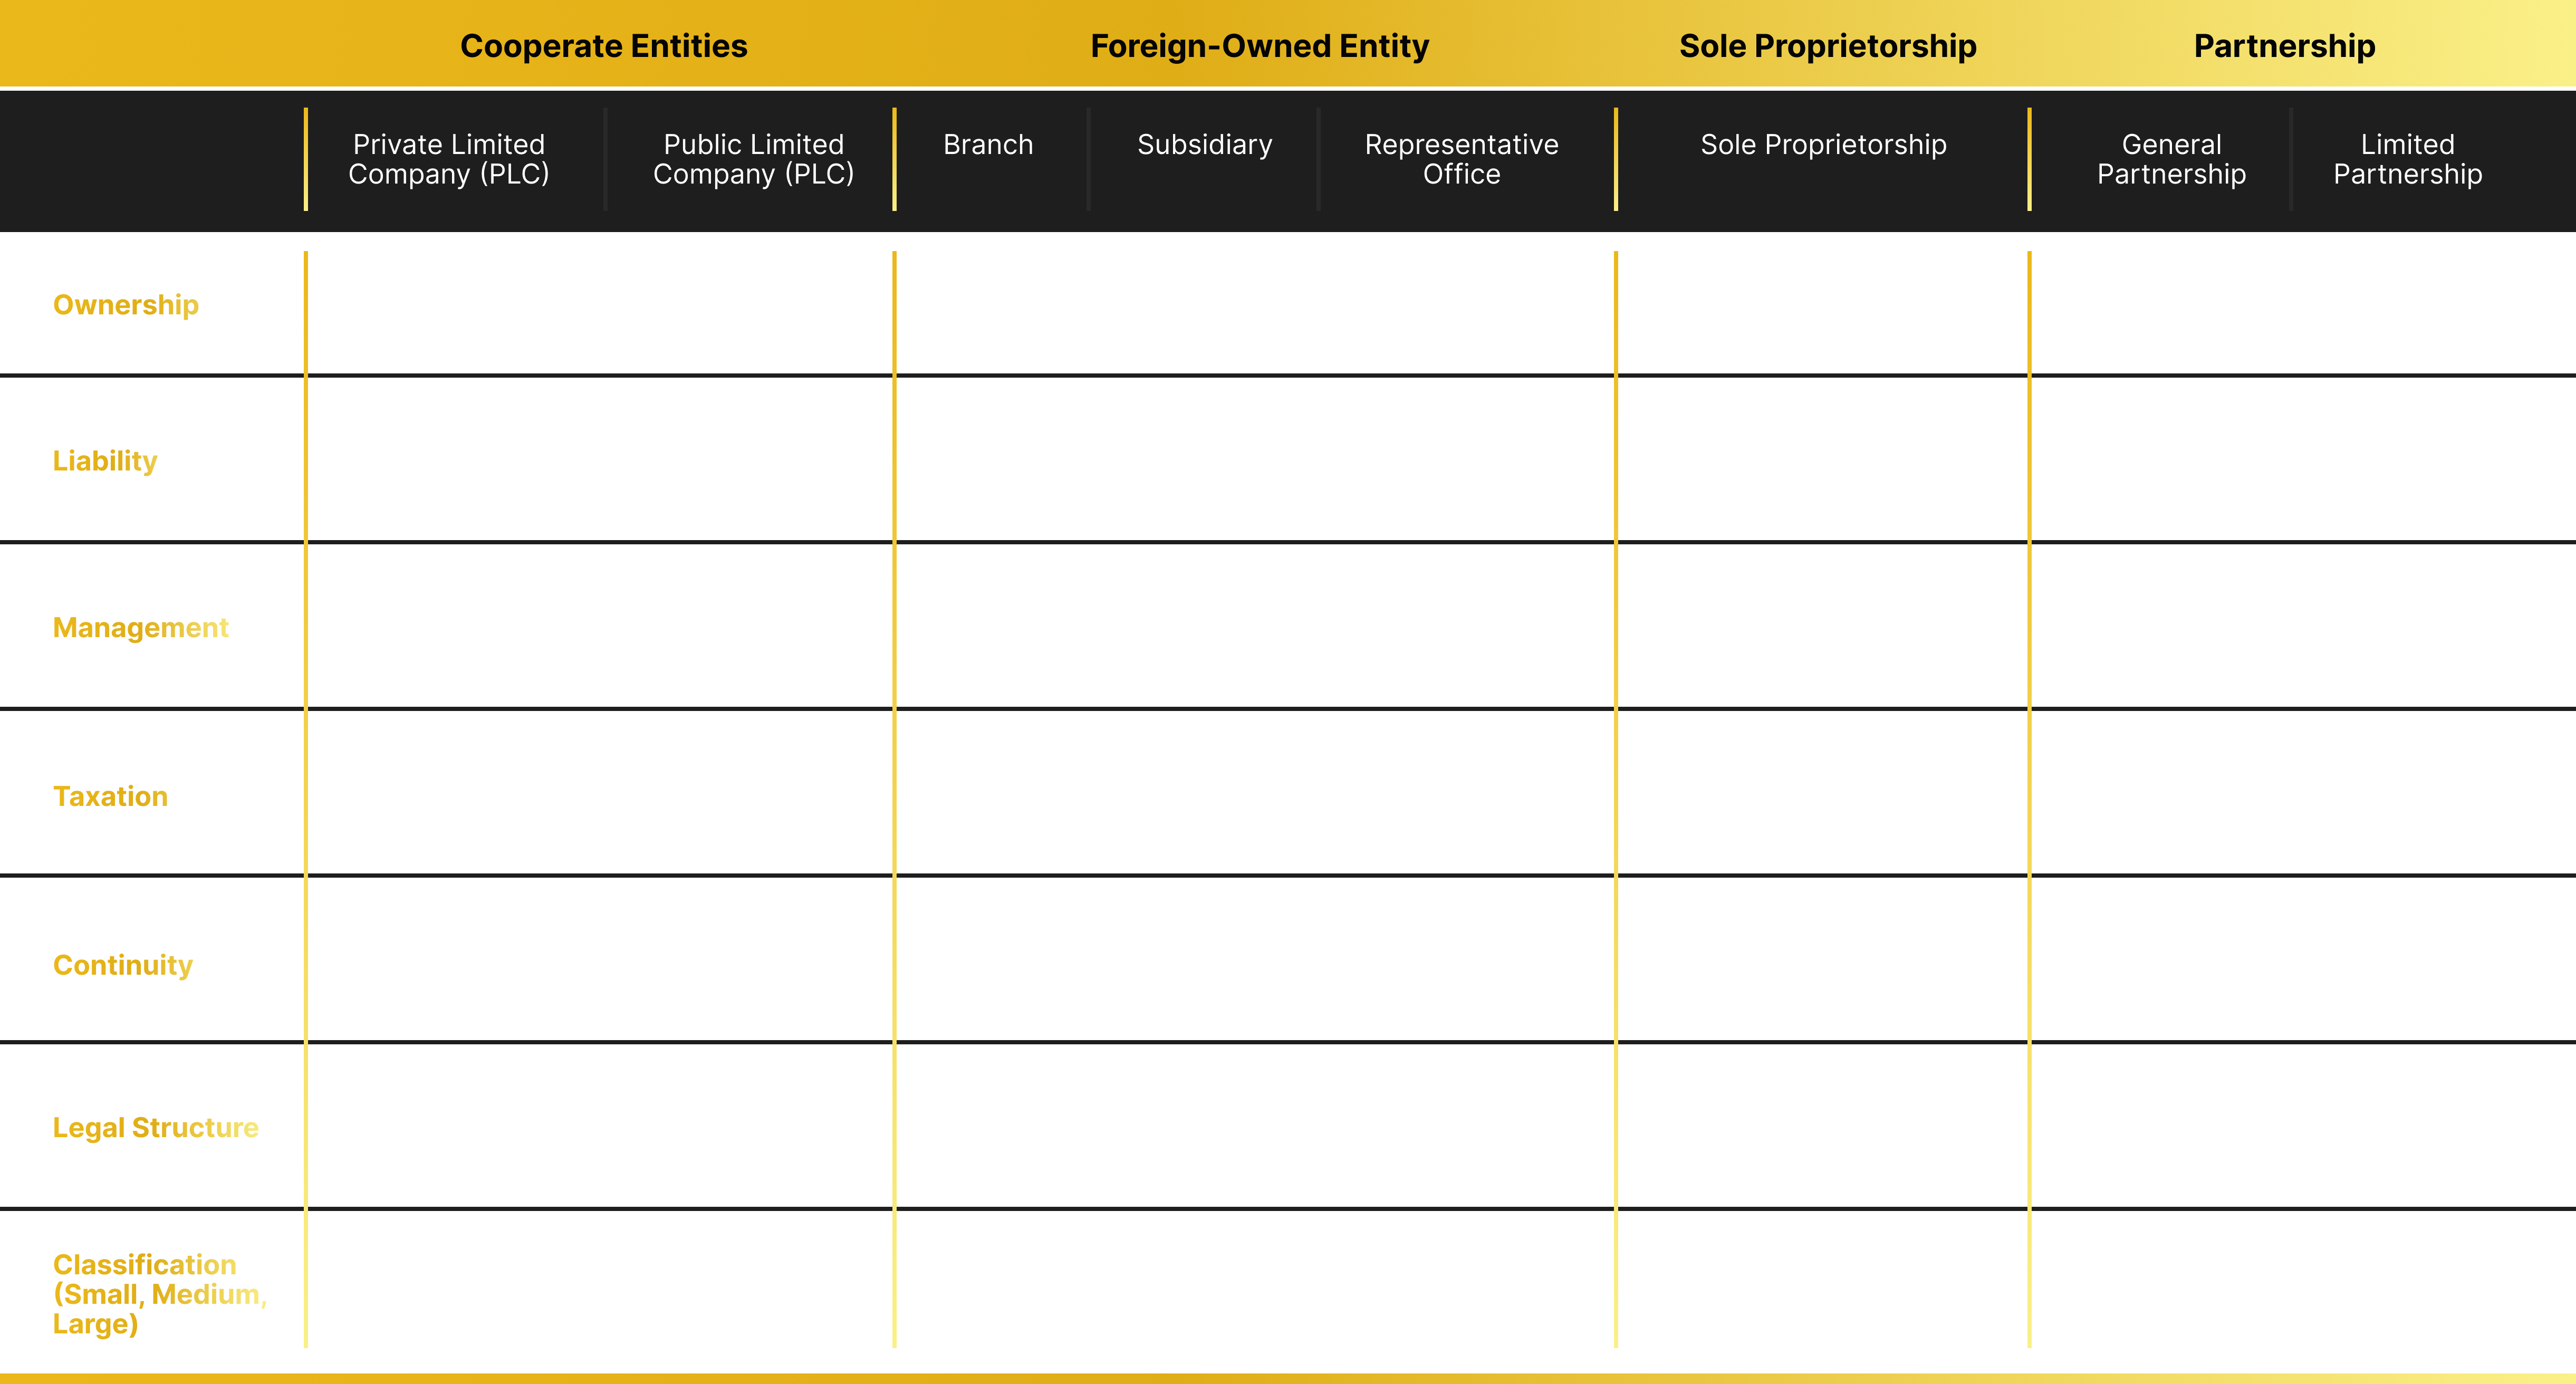 Cooperate Entities
Foreign-Owned Entity
Sole Proprietorship
Partnership
Private Limited
Company (PLC)
Public Limited
Company (PLC)
Branch
Subsidiary
Representative
Office
Sole Proprietorship
General
Partnership
Limited
Partnership
Ownership
Liability
Management
Taxation
Continuity
Legal Structure
Classification
(Small, Medium,
Large)